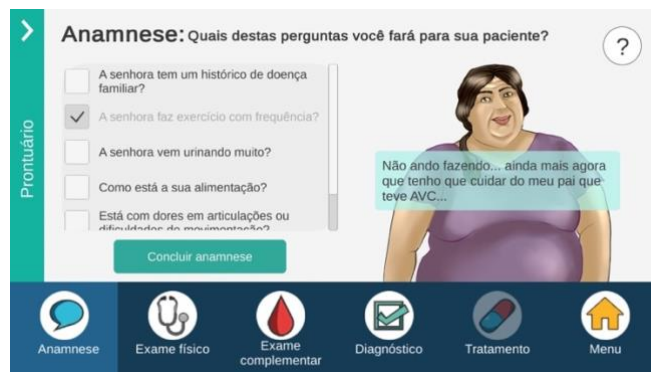 Anamnese: Quais destas perguntas você fará para sua paciente?
?
Prontuário
A senhora tem um histórico de doença
familiar?
A senhora faz exercício com frequência?
A senhora vem urinando muito?
Como está a sua alimentação?
Está com dores em articulações ou
dificuldades de movimentação?
Não ando fazendo... ainda mais agora
que tenho que cuidar do meu pai que
teve AVC...
Concluir anamnese
Anamnese
Exame físico
Exame
complementar
Diagnóstico
Tratamento
Menu